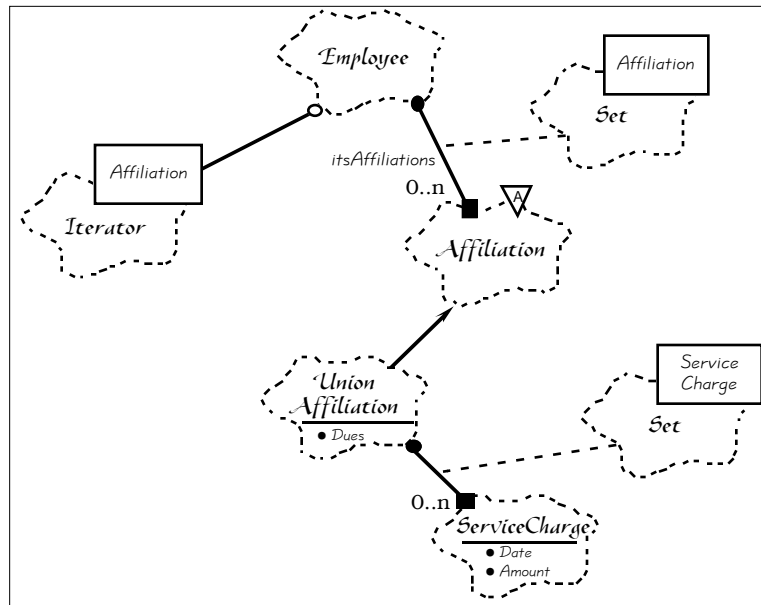 Employee
Affiliation
Set
Affiliation
Iterator
itsAffiliations
0..n
A
Affiliation
Union
Affiliation
• Dues
Service
Charge
Set
0..n
ServiceCharge
• Date
• Amount